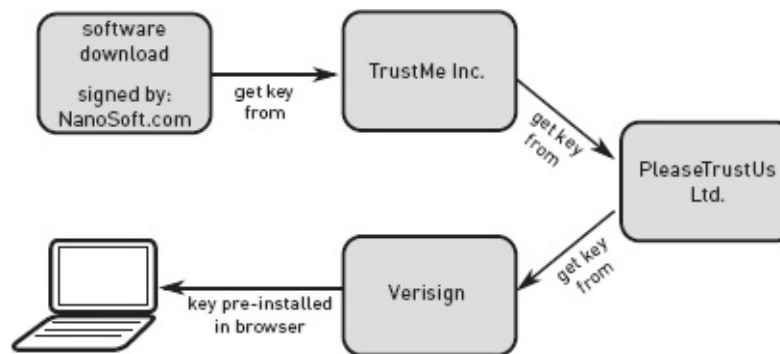 software
download
signed by:
NanoSoft.com
get key
from
TrustMe Inc.
get key
from
PleaseTrustUs
Ltd.
get key
from
Verisign
key pre-installed
in browser